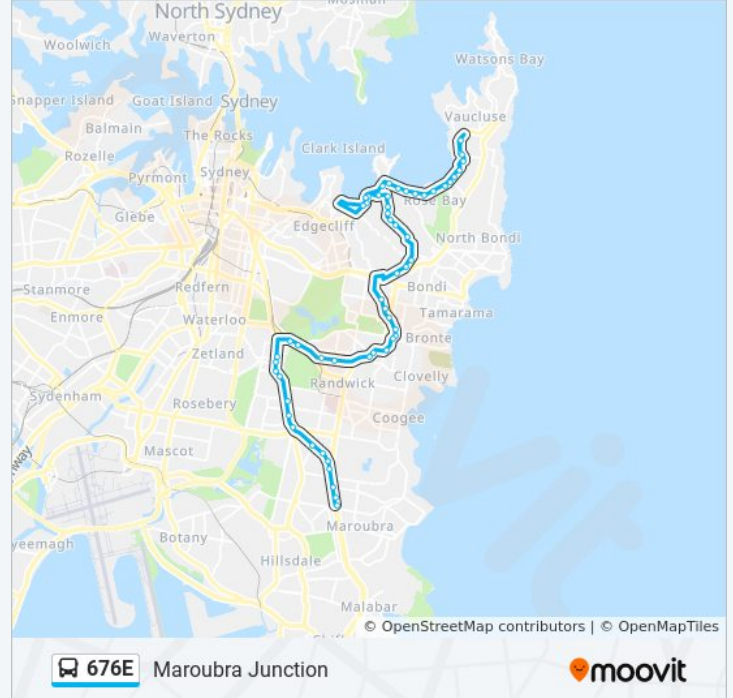 Mosman
North Sydney
Waverton
Woolwich
Watsons Bay
Snapper Island
Goat Island
Sydney
Vaucluse
Balmain
The Rocks
Clark Island
Rozelle
Pyrmont
Sydney
Rose Bay
Glebe
Edgecliff
North Bondi
Stanmore
Redfern
Bondi
Enmore
Waterloo
Tamarama
Bronte
Zetland
Randwick
Clovelly
Sydenham
Rosebery
Coogee
Mascot
way
Maroubra
yeemagh
Botany
Hillsdale
Malabar
© OpenStreetMap contributors | © OpenMapTiles
676E
Maroubra Junction
moovit